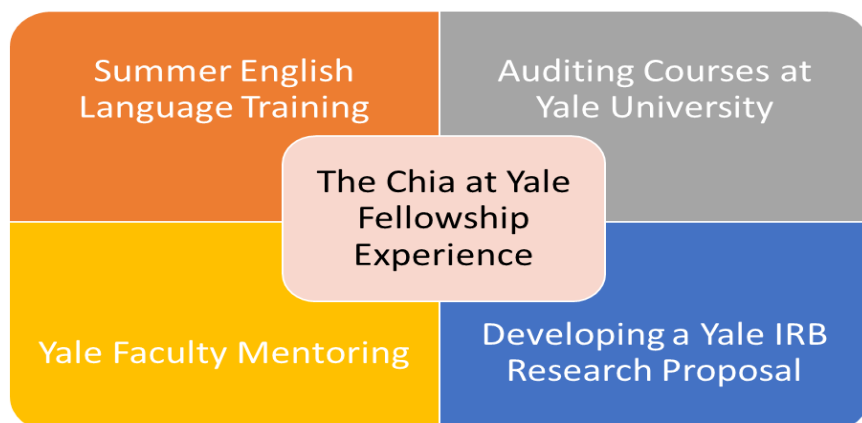 Summer English
Language Training
Auditing Courses at
Yale University
The Chia at Yale
Fellowship
Experience
Yale Faculty Mentoring
Developing a Yale IRB
Research Proposal